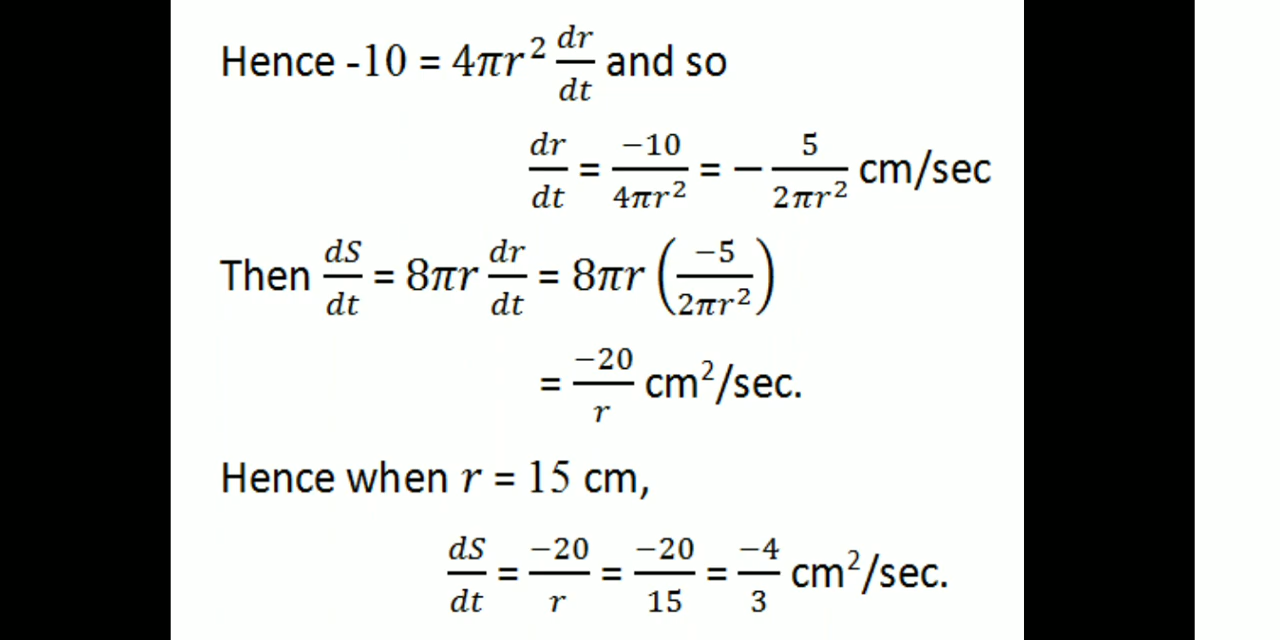 Hence -10 = 4πr² dr/dt and so
dr/dt = −10/4πr² = − 5/2πr² cm/sec
Then dS/dt = 8πr dr/dt = 8πr (−5/2πr²)
= −20/r cm²/sec.
Hence when r = 15 cm,
dS/dt = −20/r = −20/15 = −4/3 cm²/sec.